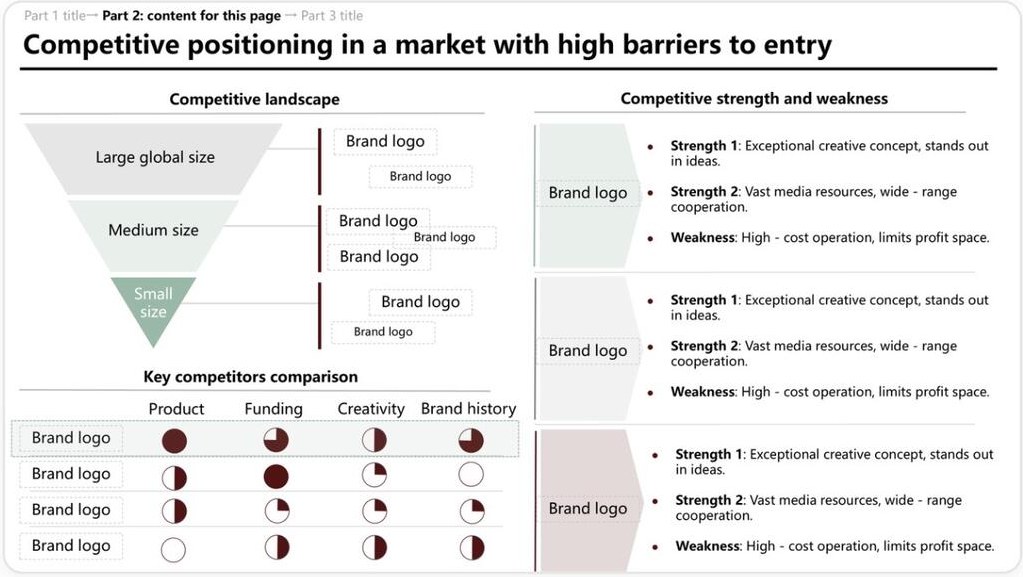 Part 1 title→ Part 2: content for this page → Part 3 title
Competitive positioning in a market with high barriers to entry
Competitive landscape
Large global size
Brand logo
Brand logo
Medium size
Brand logo
Brand logo
Brand logo
Small
size
Brand logo
Brand logo
Key competitors comparison
Product Funding Creativity Brand history
Brand logo
Brand logo
Brand logo
Brand logo
Competitive strength and weakness
Brand logo
• Strength 1: Exceptional creative concept, stands out
in ideas.
• Strength 2: Vast media resources, wide - range
cooperation.
• Weakness: High - cost operation, limits profit space.
Brand logo
• Strength 1: Exceptional creative concept, stands out
in ideas.
• Strength 2: Vast media resources, wide - range
cooperation.
• Weakness: High - cost operation, limits profit space.
Brand logo
• Strength 1: Exceptional creative concept, stands out
in ideas.
• Strength 2: Vast media resources, wide - range
cooperation.
• Weakness: High - cost operation, limits profit space.